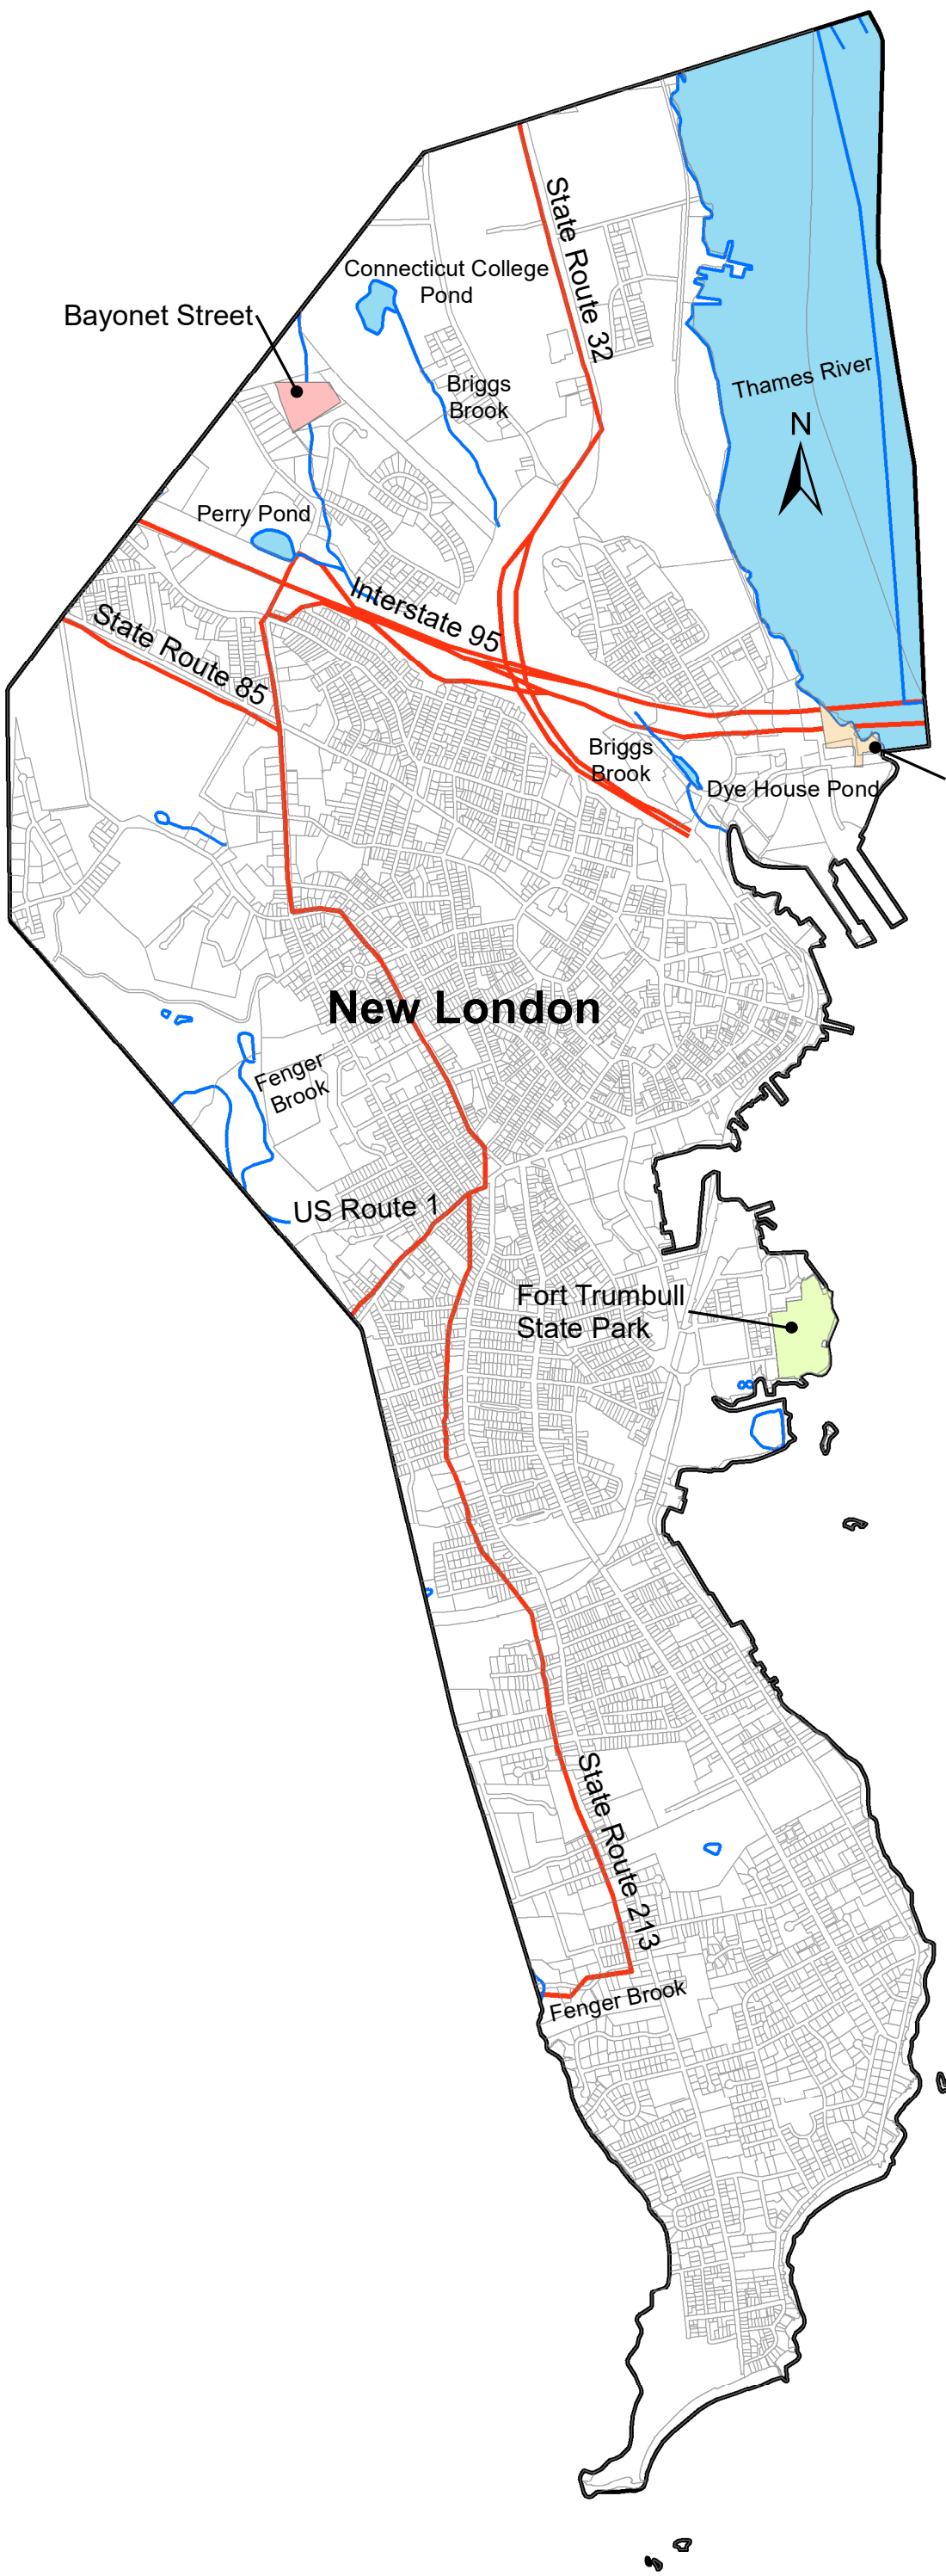 State Route 32
Connecticut College
Pond
Bayonet Street
Thames River
Briggs
Brook
N
Perry Pond
Interstate 95
State Route 85
Briggs
Brook
Dye House Pond
New London
Fenger
Brook
US Route 1
Fort Trumbull
State Park
State Route 213
Fenger Brook